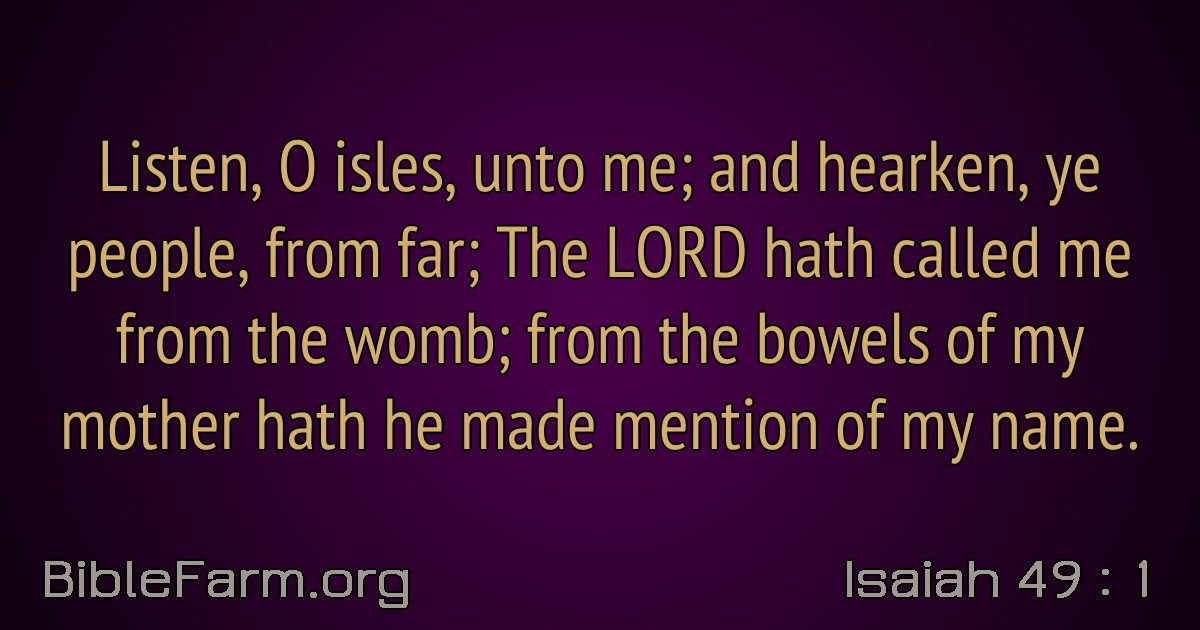 Listen, O isles, unto me; and hearken, ye
people, from far; The LORD hath called me
from the womb; from the bowels of my
mother hath he made mention of my name.
BibleFarm.org
Isaiah 49 : 1